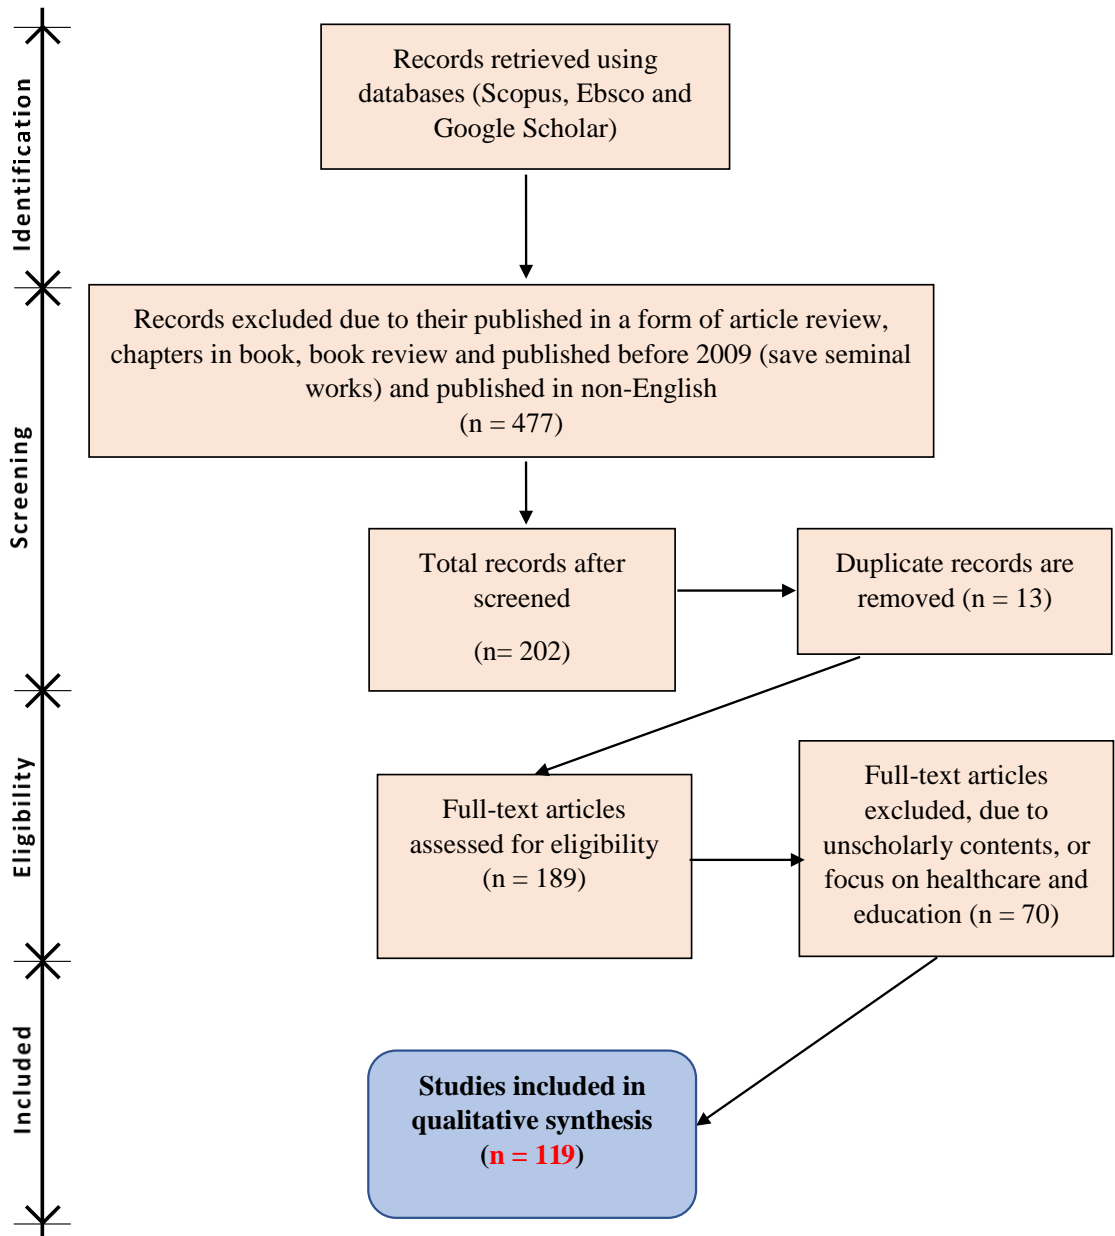 Identification
Records retrieved using
databases (Scopus, Ebsco and
Google Scholar)
Screening
Records excluded due to their published in a form of article review,
chapters in book, book review and published before 2009 (save seminal
works) and published in non-English
(n = 477)
Total records after
screened
(n= 202)
Duplicate records are
removed (n = 13)
Eligibility
Full-text articles
assessed for eligibility
(n = 189)
Full-text articles
excluded, due to
unscholarly contents, or
focus on healthcare and
education (n = 70)
Included
Studies included in
qualitative synthesis
(n = 119)